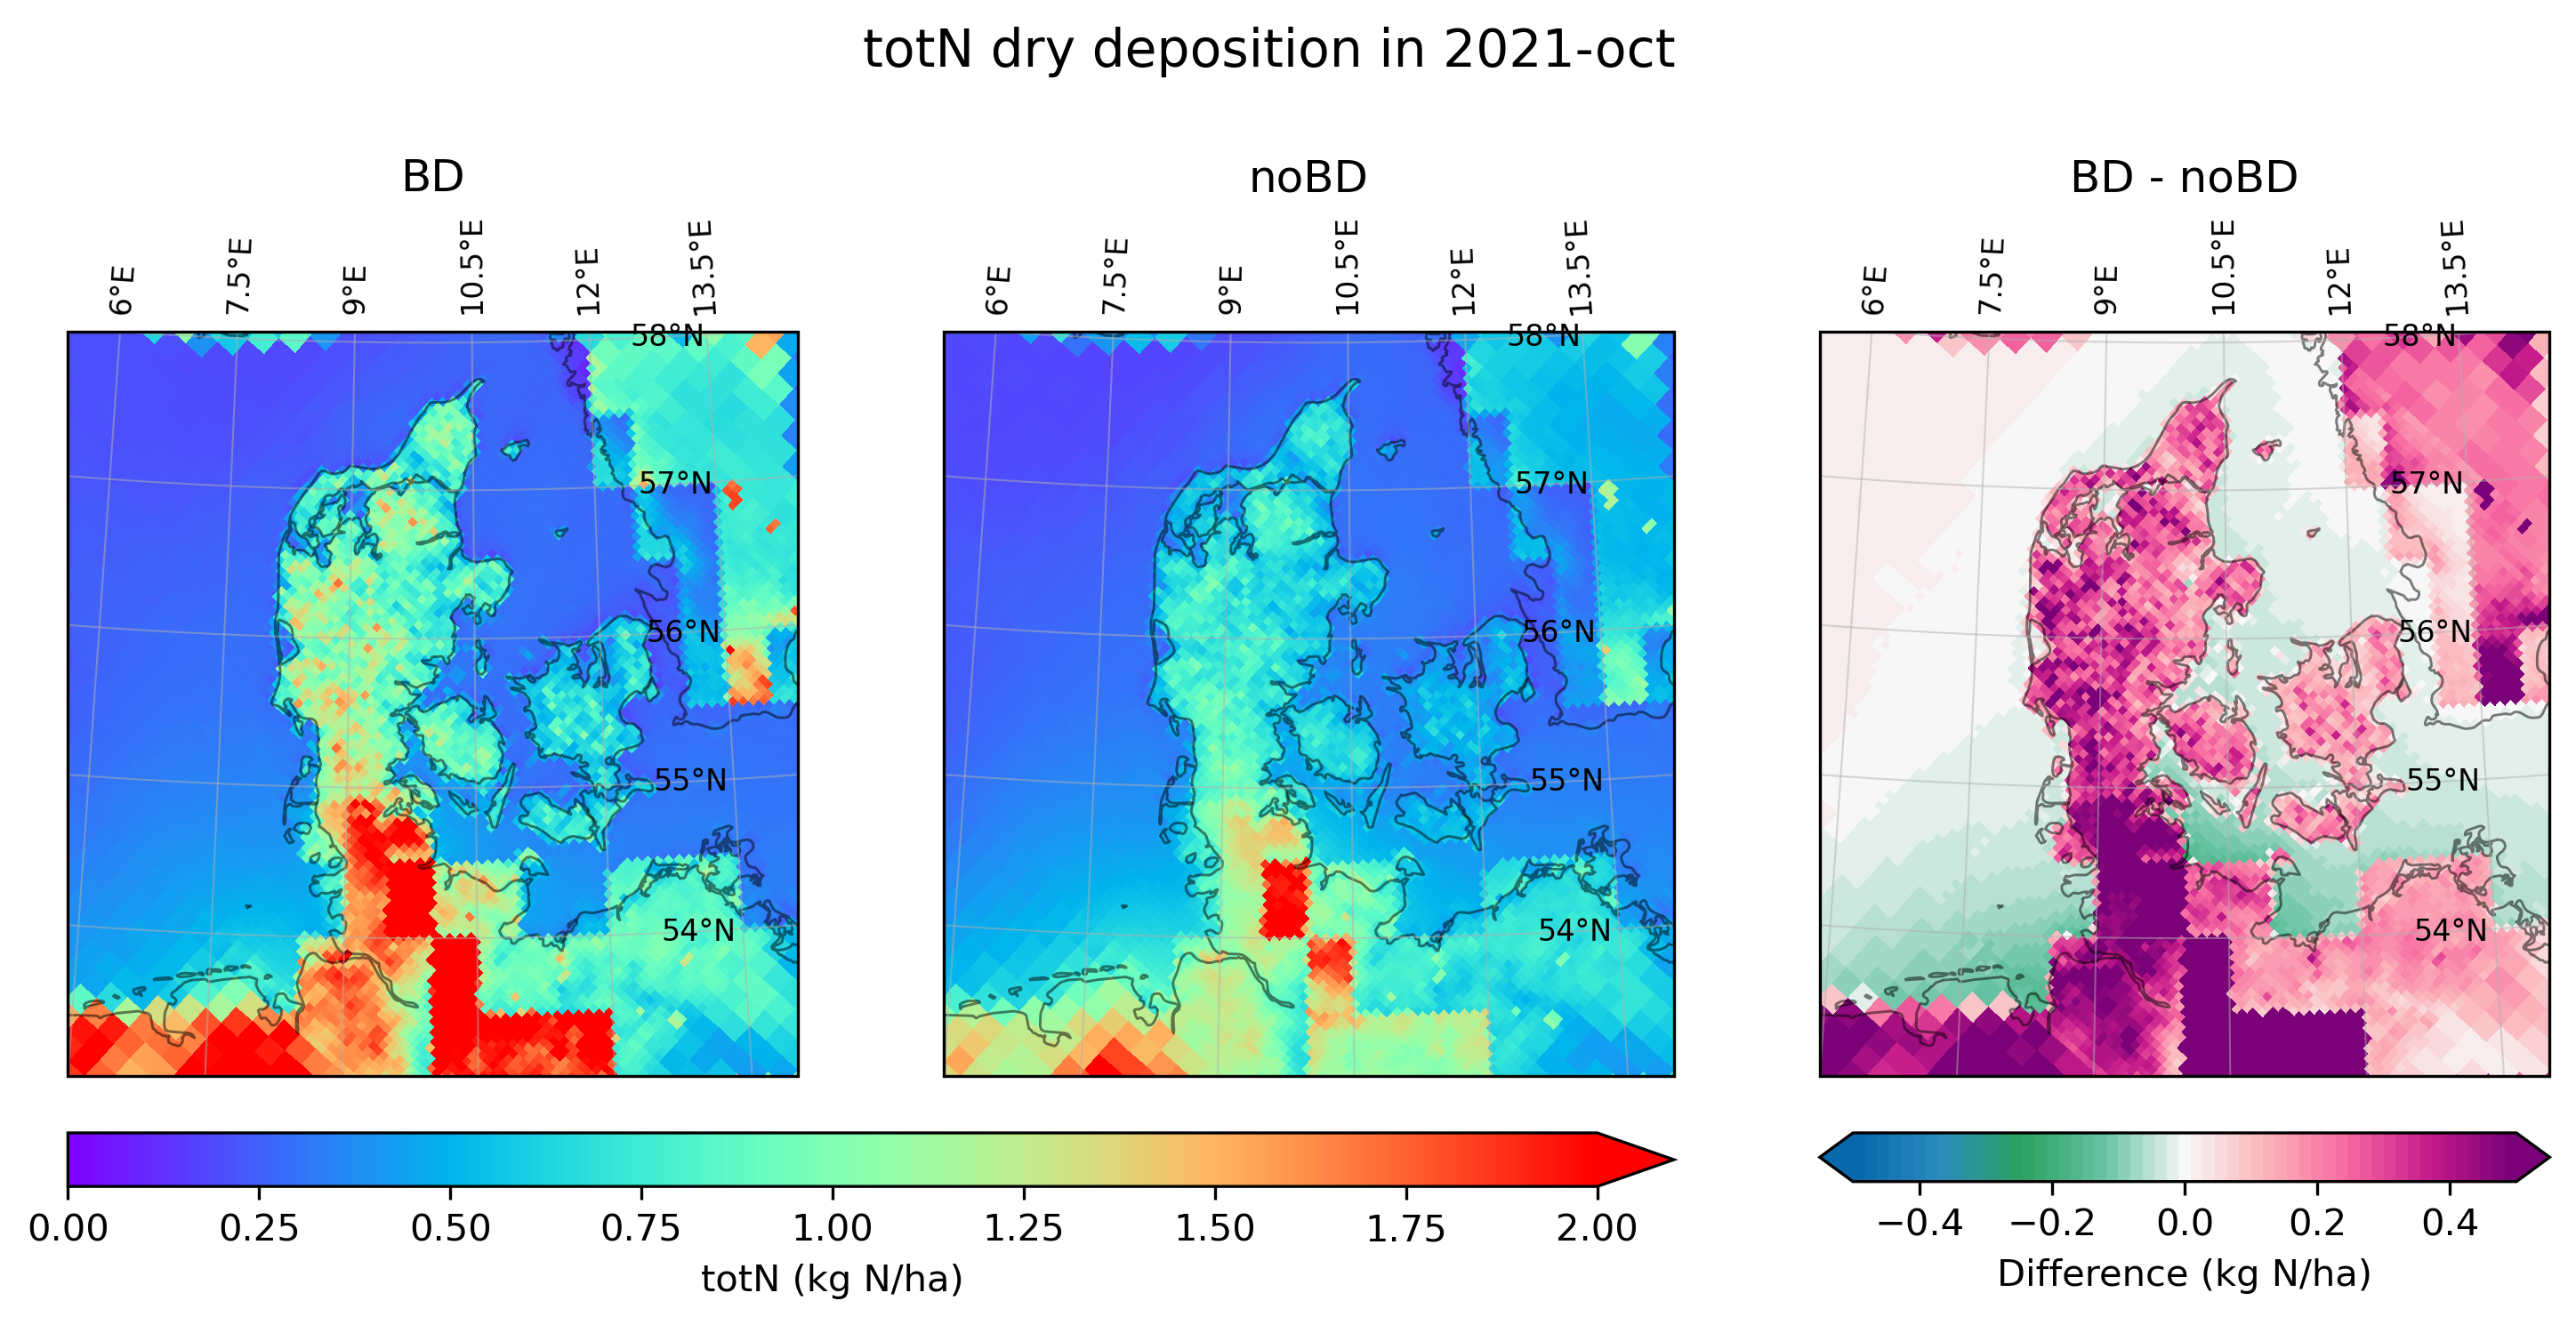 totN dry deposition in 2021-oct
BD
noBD
BD - noBD
6°E 7.5°E 9°E 10.5°E 12°E 13.5°E
6°E 7.5°E 9°E 10.5°E 12°E 13.5°E
6°E 7.5°E 9°E 10.5°E 12°E 13.5°E
58°N 58°N 58°N
57°N 57°N 57°N
56°N 56°N 56°N
55°N 55°N 55°N
54°N 54°N 54°N
0.00 0.25 0.50 0.75 1.00 1.25 1.50 1.75 2.00
totN (kg N/ha)
−0.4 −0.2 0.0 0.2 0.4
Difference (kg N/ha)